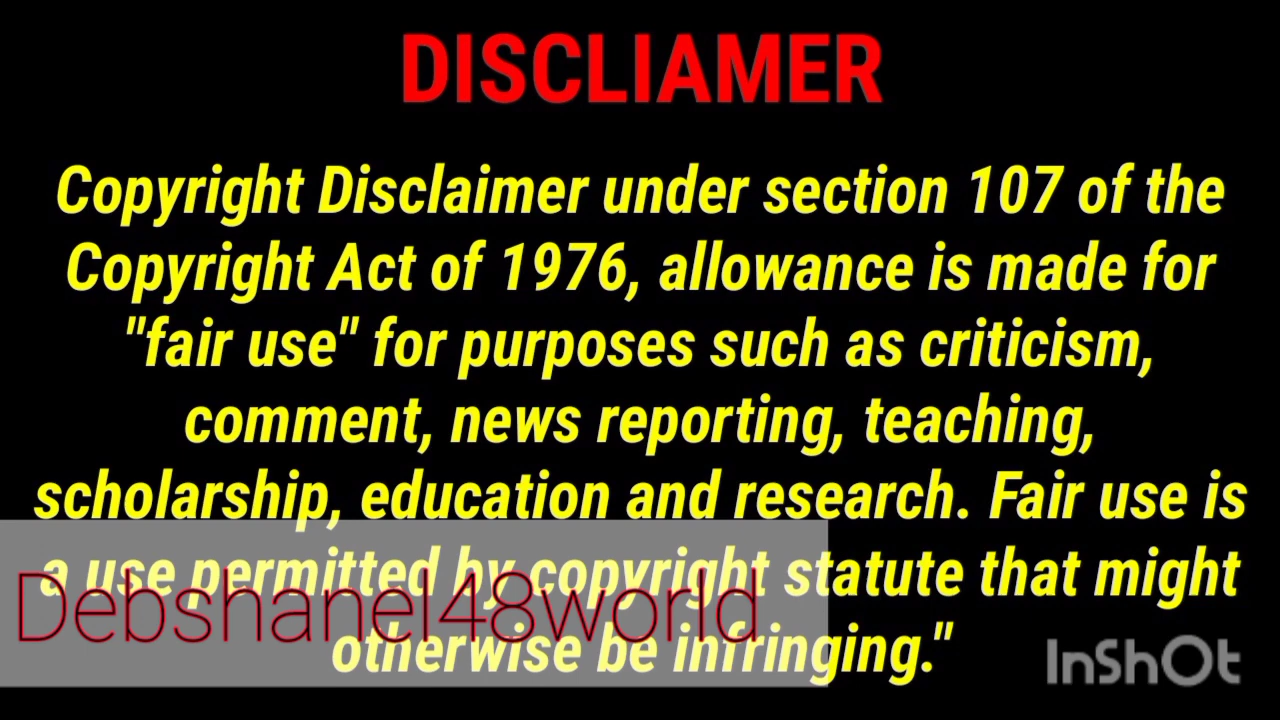 DISCLIAMER
Copyright Disclaimer under section 107 of the
Copyright Act of 1976, allowance is made for
"fair use" for purposes such as criticism,
comment, news reporting, teaching,
scholarship, education and research. Fair use is
a use permitted by copyright statute that might
Debshanel48world
otherwise be infringing."
InShOt